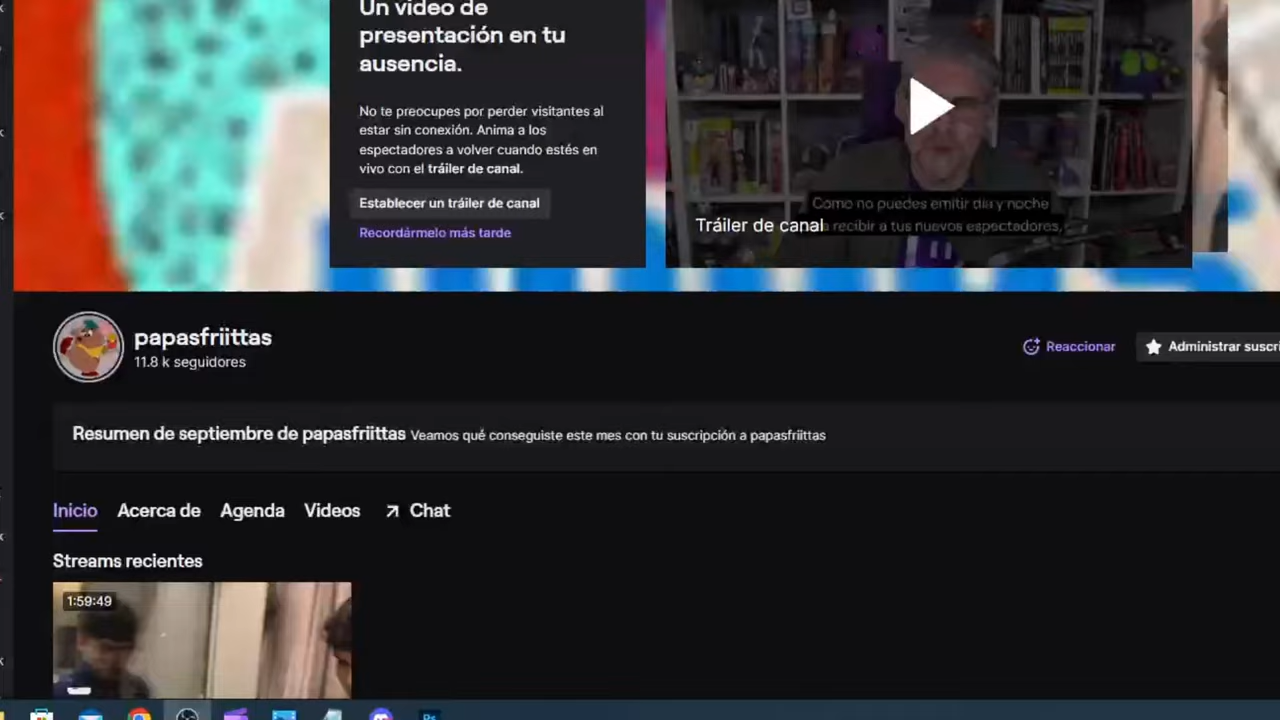 Un video de
presentación en tu
ausencia.
No te preocupes por perder visitantes al
estar sin conexión. Anima a los
espectadores a volver cuando estés en
vivo con el tráiler de canal.
Establecer un tráiler de canal
Recordármelo más tarde
Como no puedes emitir día y noche
Tráiler de canal
recibir a tus nuevos espectadores,
papasfriittas
11.8 k seguidores
Reaccionar
Administrar suscri
Resumen de septiembre de papasfriittas Veamos qué conseguiste este mes con tu suscripción a papasfriittas
Inicio Acerca de Agenda Videos Chat
Streams recientes
1:59:49
Ps